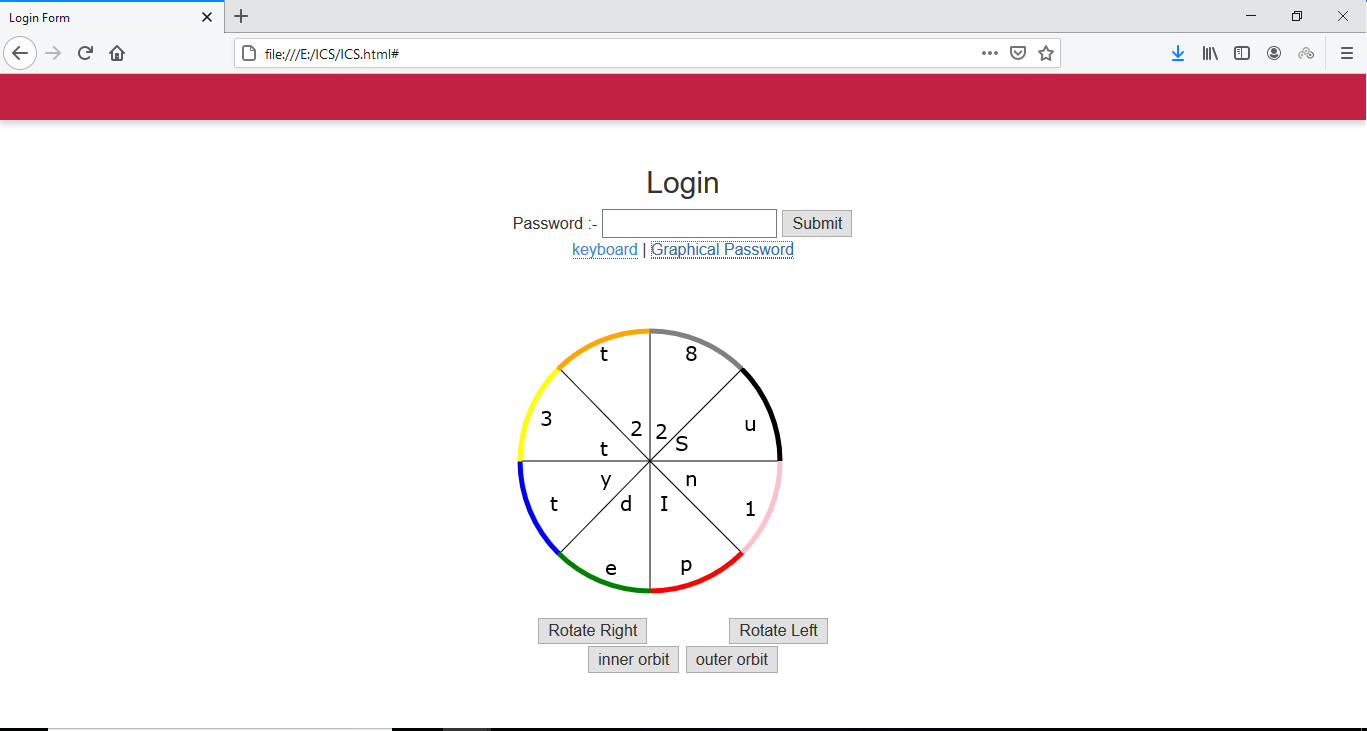 Login Form
file:///E:/ICS/ICS.html#
Login
Password :- Submit
keyboard | Graphical Password
t 8
3 2 2 u
t S
y n
t d I 1
e p
Rotate Right Rotate Left
inner orbit outer orbit